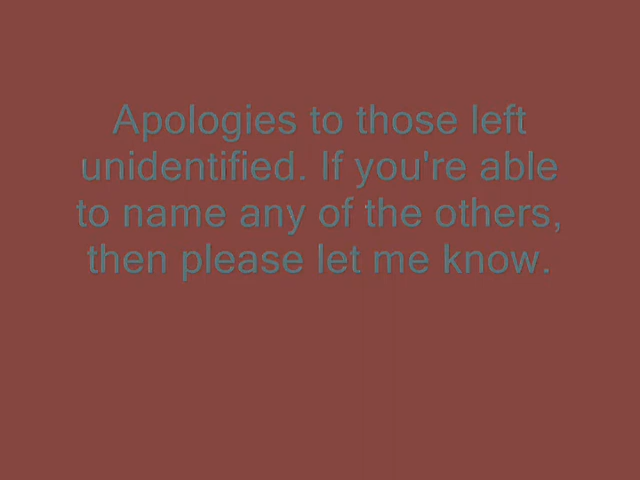 Apologies to those left
unidentified. If you're able
to name any of the others,
then please let me know.